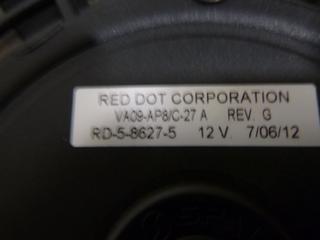 RED DOT CORPORATION
VA09-AP8/C-27 A REV. G
RD-5-8627-5 12 V. 7/06/12